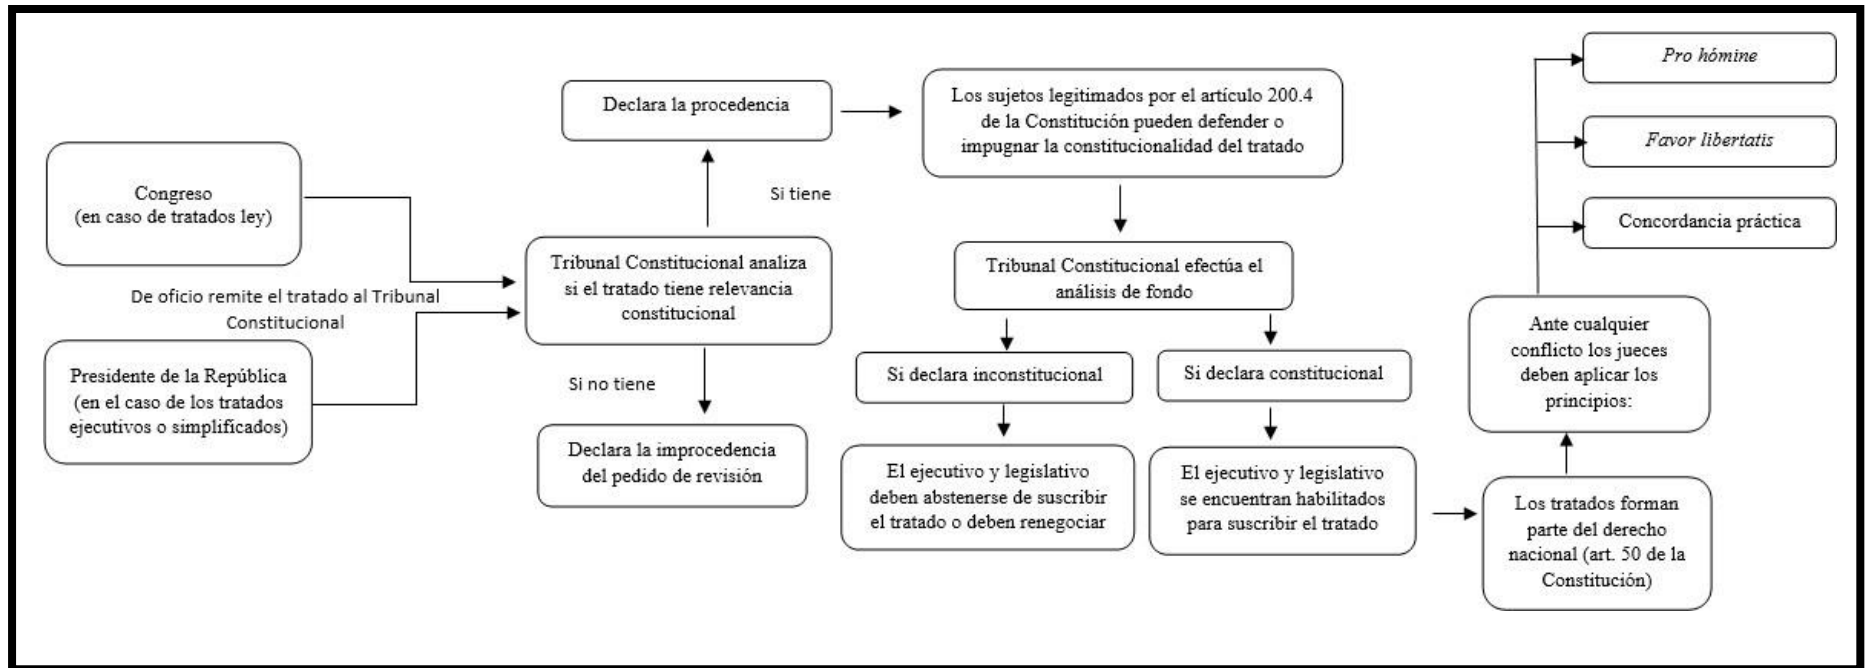 Congreso
(en caso de tratados ley)
De oficio remite el tratado al Tribunal
Constitucional
Presidente de la República
(en el caso de los tratados
ejecutivos o simplificados)
Tribunal Constitucional analiza
si el tratado tiene relevancia
constitucional
Si tiene
Declara la procedencia
Si no tiene
Declara la improcedencia
del pedido de revisión
Los sujetos legitimados por el artículo 200.4
de la Constitución pueden defender o
impugnar la constitucionalidad del tratado
Tribunal Constitucional efectúa el
análisis de fondo
Si declara inconstitucional
El ejecutivo y legislativo
deben abstenerse de suscribir
el tratado o deben renegociar
Si declara constitucional
El ejecutivo y legislativo
se encuentran habilitados
para suscribir el tratado
Los tratados forman
parte del derecho
nacional (art. 50 de la
Constitución)
Ante cualquier
conflicto los jueces
deben aplicar los
principios:
Pro hómine
Favor libertatis
Concordancia práctica